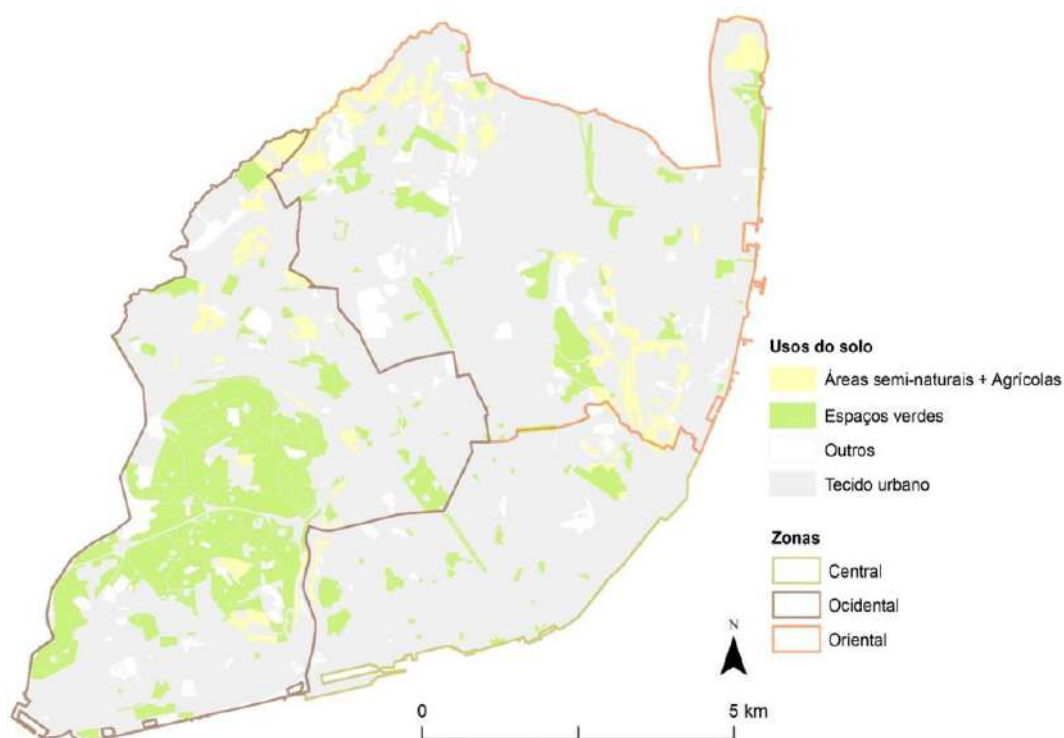 Usos do solo
Áreas semi-naturais + Agrícolas
Espaços verdes
Outros
Tecido urbano
Zonas
Central
Ocidental
Oriental
N
0 5 km